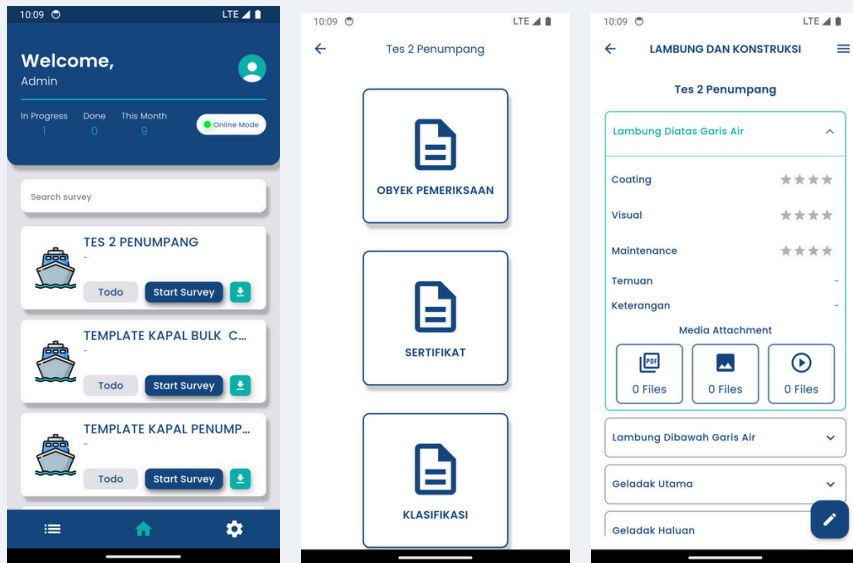 10:09 LTE
Welcome,
Admin
In Progress Done This Month
1 0 9
Online Mode
Search survey
TES 2 PENUMPANG
-
Todo Start Survey
TEMPLATE KAPAL BULK C...
-
Todo Start Survey
TEMPLATE KAPAL PENUMP...
-
Todo Start Survey
10:09 LTE
Tes 2 Penumpang
OBYEK PEMERIKSAAN
SERTIFIKAT
KLASIFIKASI
10:09 LTE
LAMBUNG DAN KONSTRUKSI
Tes 2 Penumpang
Lambung Diatas Garis Air
Coating
Visual
Maintenance
Temuan -
Keterangan -
Media Attachment
PDF
0 Files 0 Files 0 Files
Lambung Dibawah Garis Air
Geladak Utama
Geladak Haluan